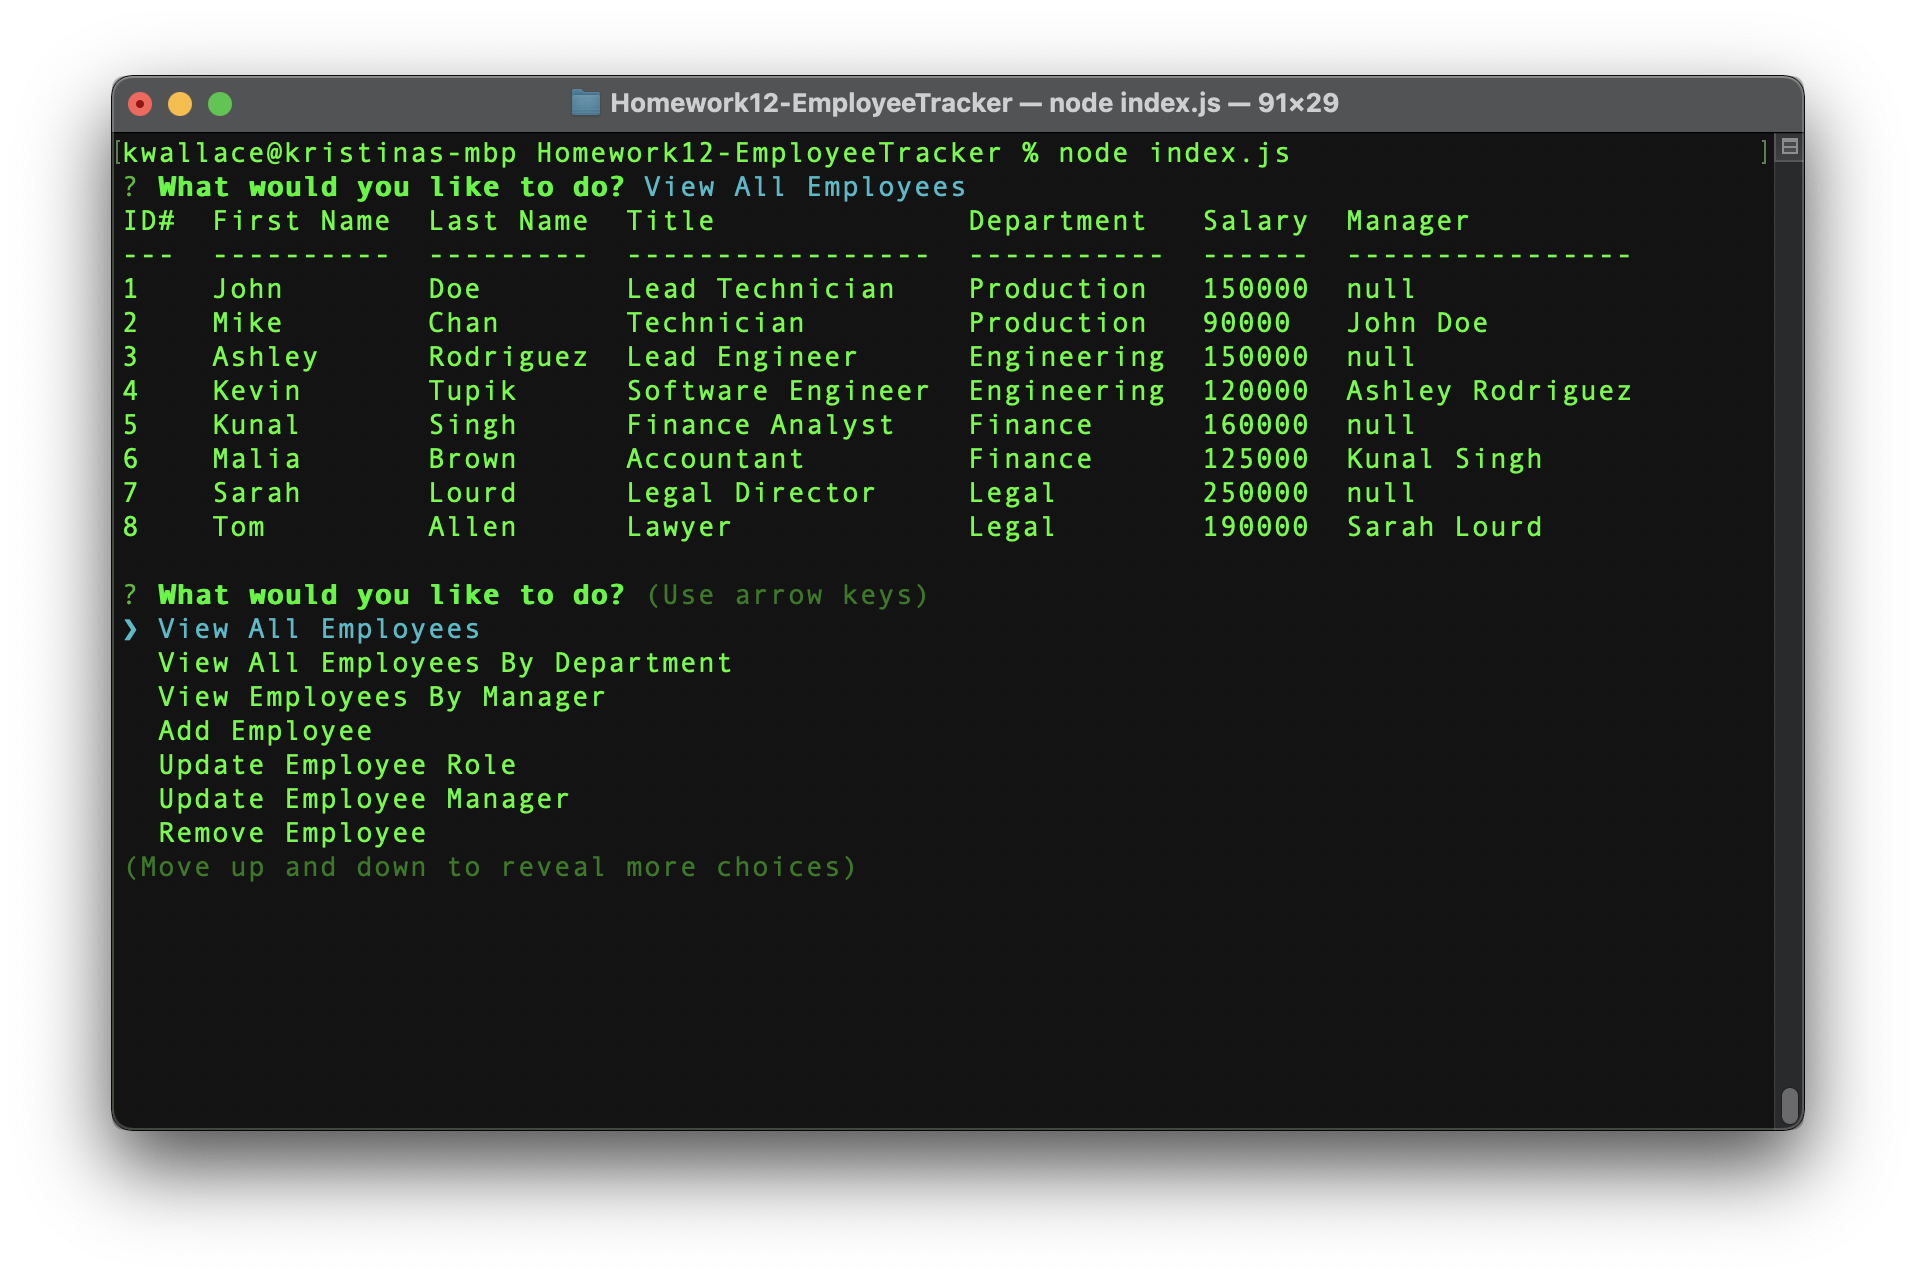 Homework12-EmployeeTracker — node index.js — 91×29
[kwallace@kristinas-mbp Homework12-EmployeeTracker % node index.js ]
? What would you like to do? View All Employees
ID#  First Name  Last Name  Title              Department   Salary  Manager
---  ----------  ---------  -----------------  -----------  ------  ----------------
1    John        Doe        Lead Technician    Production   150000  null
2    Mike        Chan       Technician         Production   90000   John Doe
3    Ashley      Rodriguez  Lead Engineer      Engineering  150000  null
4    Kevin       Tupik      Software Engineer  Engineering  120000  Ashley Rodriguez
5    Kunal       Singh      Finance Analyst    Finance      160000  null
6    Malia       Brown      Accountant         Finance      125000  Kunal Singh
7    Sarah       Lourd      Legal Director     Legal        250000  null
8    Tom         Allen      Lawyer             Legal        190000  Sarah Lourd
? What would you like to do? (Use arrow keys)
❯ View All Employees
  View All Employees By Department
  View Employees By Manager
  Add Employee
  Update Employee Role
  Update Employee Manager
  Remove Employee
(Move up and down to reveal more choices)